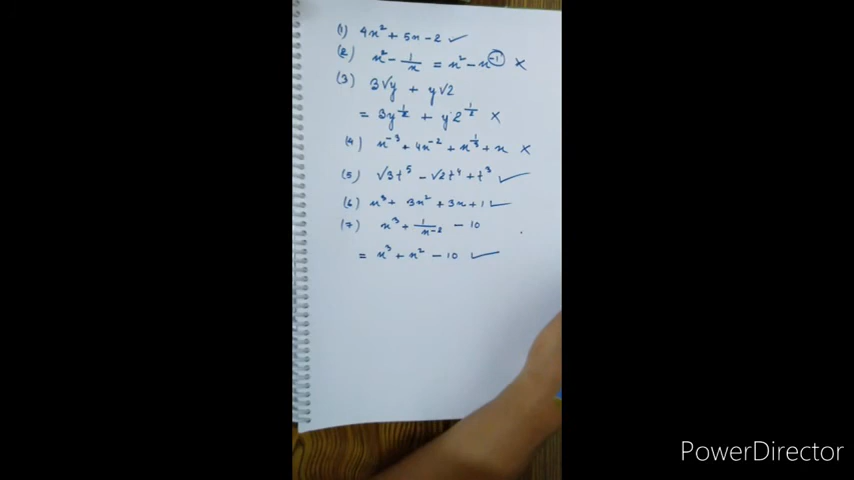 (1) 4x² + 5x - 2 ✓
(2) x² - 1/x = x² - x⁻¹ ✗
(3) 3√y + y√2
= 3y^(1/2) + y·2^(1/2) ✗
(4) x⁻³ + 4x⁻² + x^(1/3) + x ✗
(5) √3t⁵ - √2t⁴ + t³ ✓
(6) x³ + 3x² + 3x + 1 ✓
(7) x³ + 1/x⁻² - 10
= x³ + x² - 10 ✓
PowerDirector